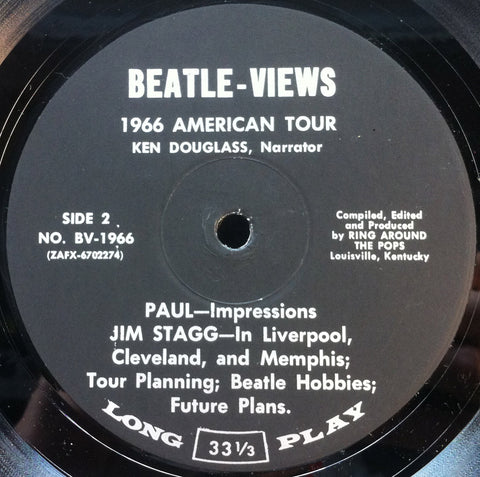 BEATLE-VIEWS
1966 AMERICAN TOUR
KEN DOUGLASS, Narrator
SIDE 2
NO. BV-1966
(ZAFX-6702274)
Compiled, Edited
and Produced
by RING AROUND
THE POPS
Louisville, Kentucky
PAUL—Impressions
JIM STAGG—In Liverpool,
Cleveland, and Memphis;
Tour Planning; Beatle Hobbies;
Future Plans.
LONG PLAY
33 1/3